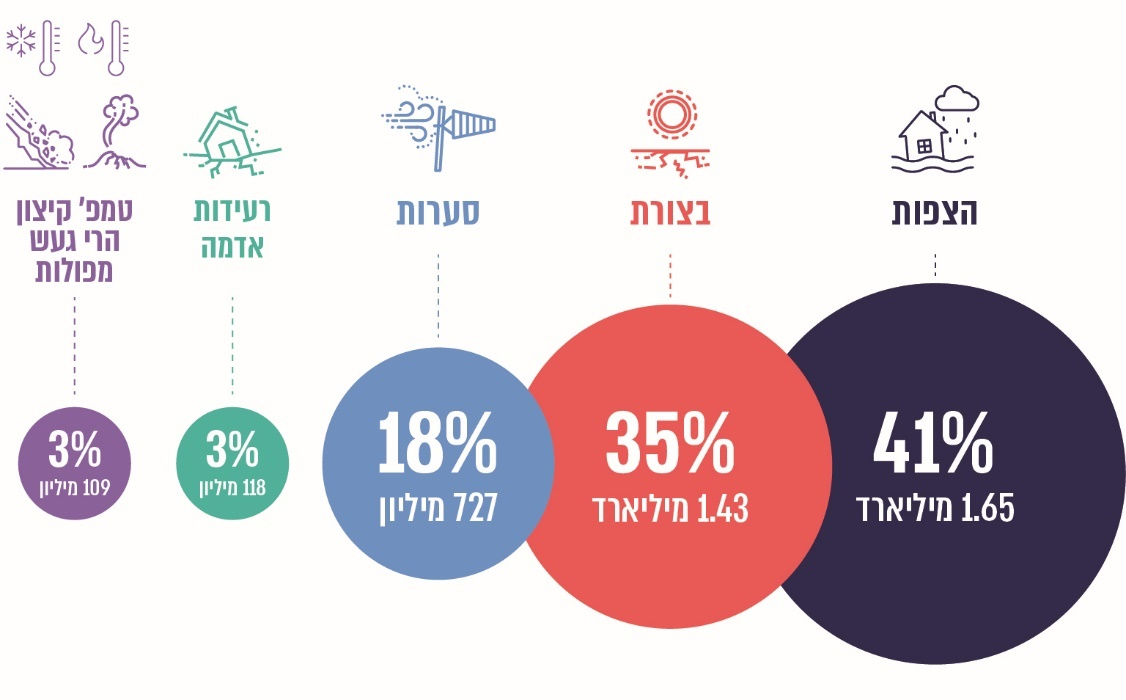 הצפות
41%
1.65 מיליארד
בצורת
35%
1.43 מיליארד
סערות
18%
727 מיליון
רעידות
אדמה
3%
118 מיליון
טמפ' קיצון
הרי געש
מפולות
3%
109 מיליון